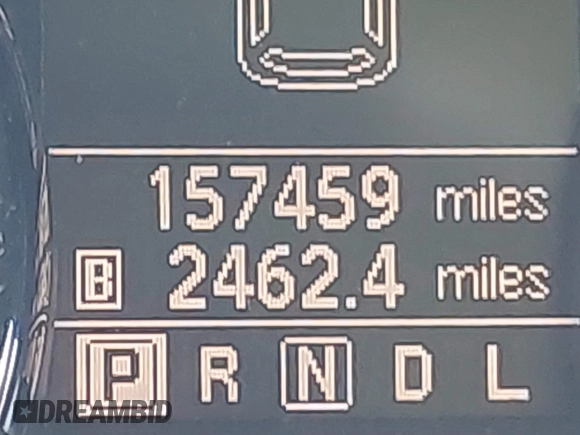 157459 miles
B 2462.4 miles
P R N D L
DREAMBID